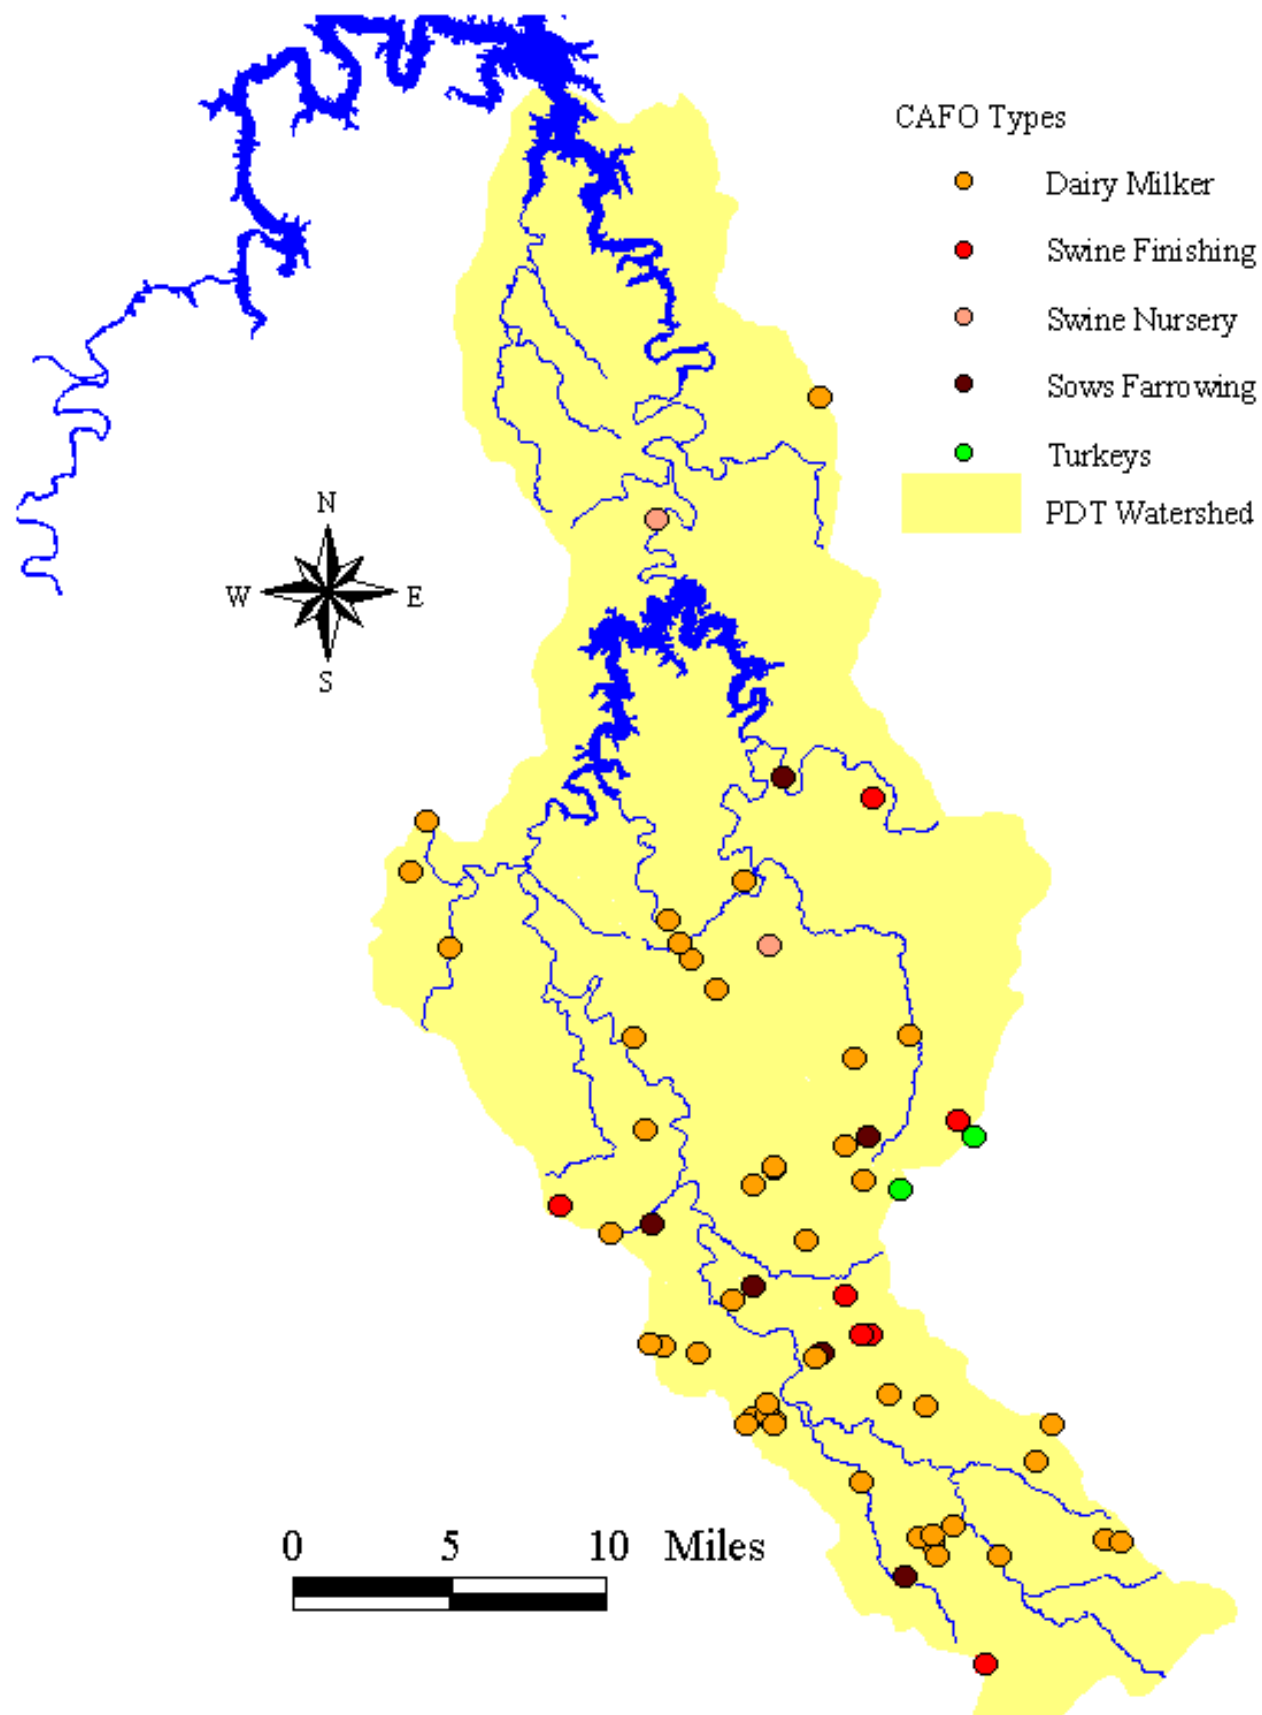 CAFO Types
Dairy Milker
Swine Finishing
Swine Nursery
Sows Farrowing
Turkeys
PDT Watershed
N
W E
S
0 5 10 Miles